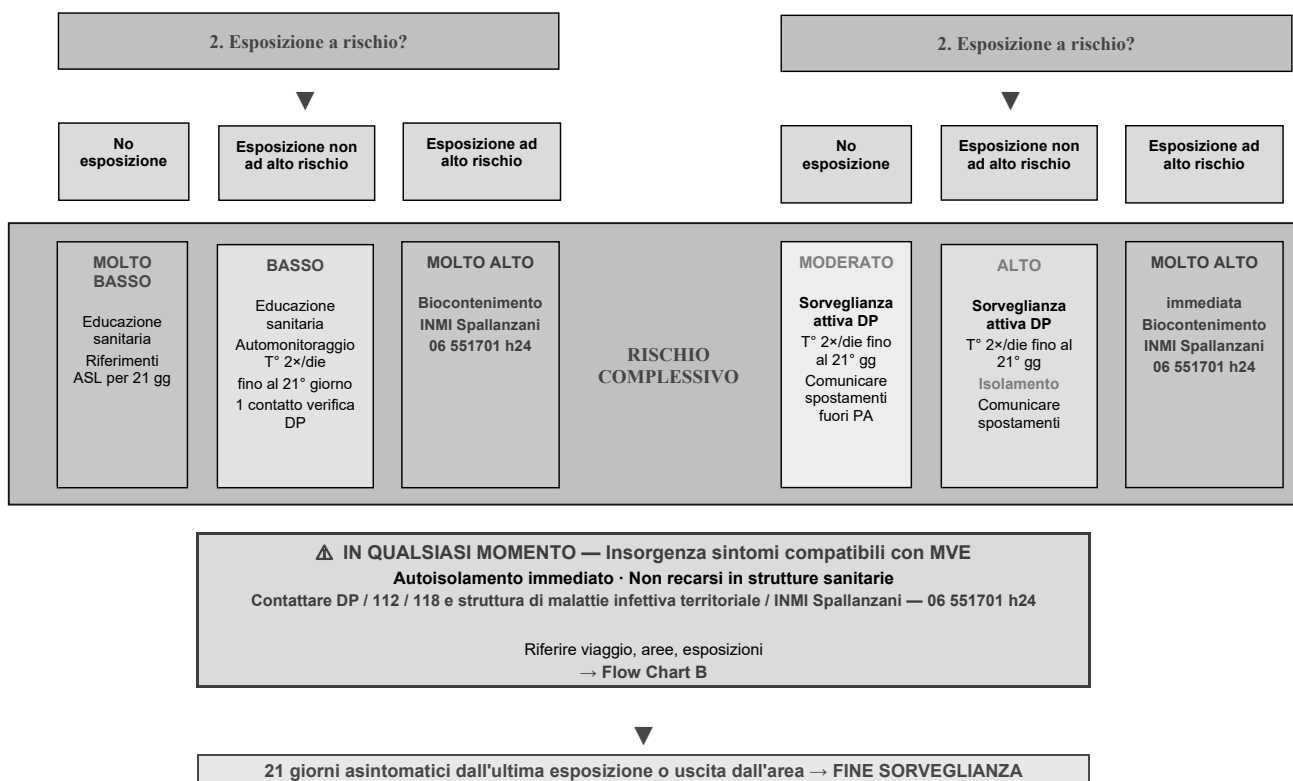 2. Esposizione a rischio?
2. Esposizione a rischio?
▼
▼
No
esposizione
Esposizione non
ad alto rischio
Esposizione ad
alto rischio
No
esposizione
Esposizione non
ad alto rischio
Esposizione ad
alto rischio
MOLTO
BASSO
Educazione
sanitaria
Riferimenti
ASL per 21 gg
BASSO
Educazione
sanitaria
Automonitoraggio
T° 2×/die
fino al 21° giorno
1 contatto verifica
DP
MOLTO ALTO
Biocontenimento
INMI Spallanzani
06 551701 h24
RISCHIO
COMPLESSIVO
MODERATO
Sorveglianza
attiva DP
T° 2×/die fino
al 21° gg
Comunicare
spostamenti
fuori PA
ALTO
Sorveglianza
attiva DP
T° 2×/die fino al
21° gg
Isolamento
Comunicare
spostamenti
MOLTO ALTO
immediata
Biocontenimento
INMI Spallanzani
06 551701 h24
⚠ IN QUALSIASI MOMENTO — Insorgenza sintomi compatibili con MVE
Autoisolamento immediato · Non recarsi in strutture sanitarie
Contattare DP / 112 / 118 e struttura di malattie infettiva territoriale / INMI Spallanzani — 06 551701 h24
Riferire viaggio, aree, esposizioni
→ Flow Chart B
▼
21 giorni asintomatici dall'ultima esposizione o uscita dall'area → FINE SORVEGLIANZA